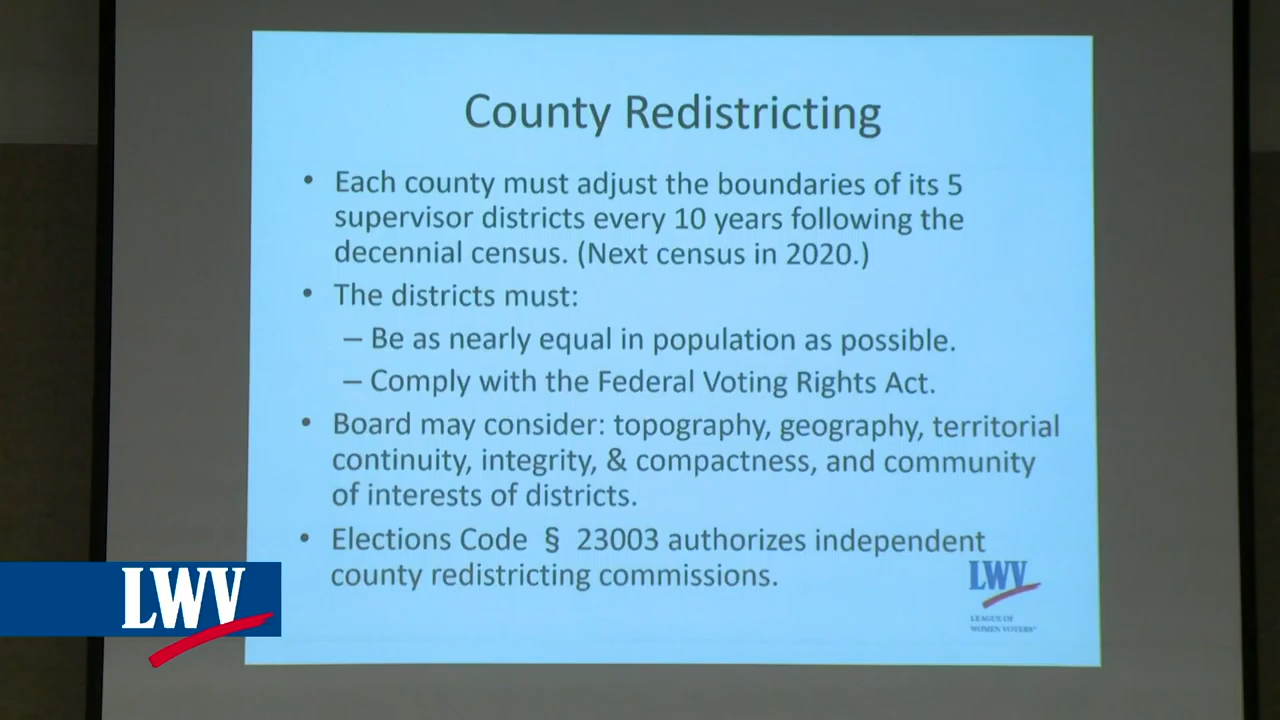 County Redistricting
• Each county must adjust the boundaries of its 5
supervisor districts every 10 years following the
decennial census. (Next census in 2020.)
• The districts must:
– Be as nearly equal in population as possible.
– Comply with the Federal Voting Rights Act.
• Board may consider: topography, geography, territorial
continuity, integrity, & compactness, and community
of interests of districts.
• Elections Code § 23003 authorizes independent
county redistricting commissions.
LWV
LEAGUE OF
WOMEN VOTERS®
LWV